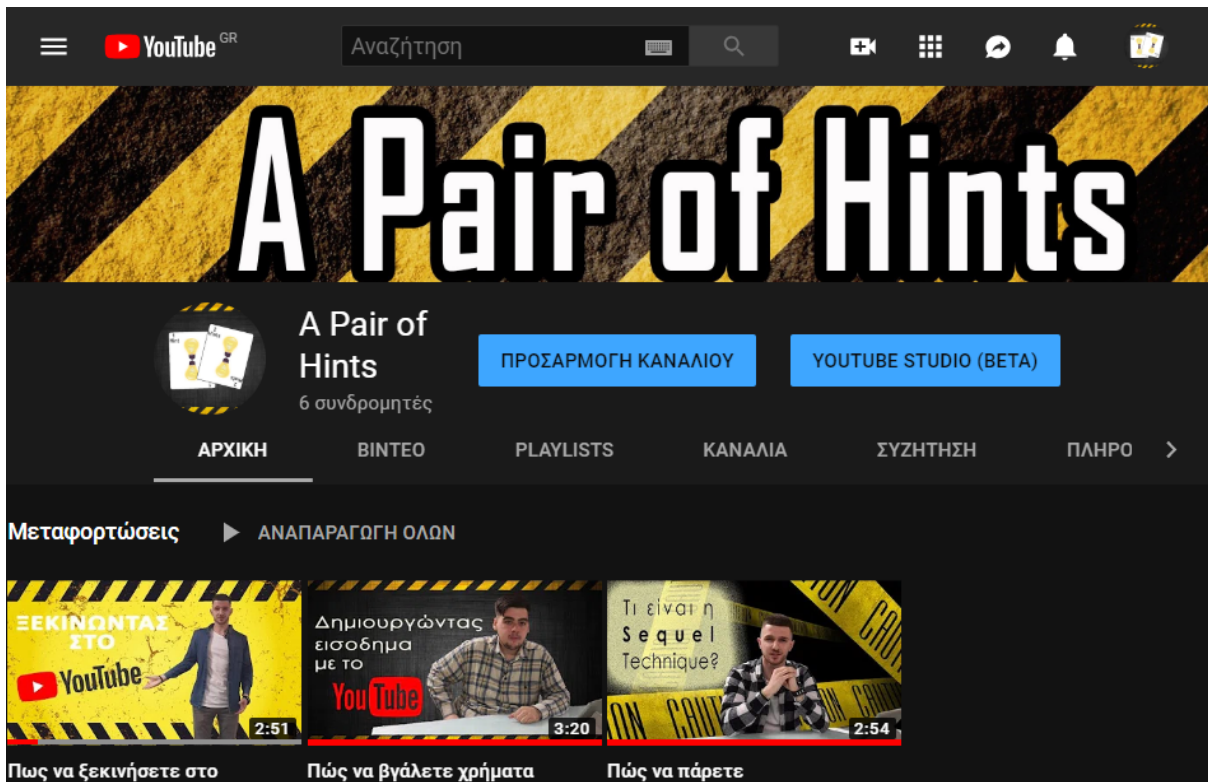 YouTube GR
Αναζήτηση
A Pair of Hints
A Pair of
Hints
6 συνδρομητές
ΠΡΟΣΑΡΜΟΓΗ ΚΑΝΑΛΙΟΥ
YOUTUBE STUDIO (BETA)
ΑΡΧΙΚΗ
ΒΙΝΤΕΟ
PLAYLISTS
ΚΑΝΑΛΙΑ
ΣΥΖΗΤΗΣΗ
ΠΛΗΡΟ
Μεταφορτώσεις
ΑΝΑΠΑΡΑΓΩΓΗ ΟΛΩΝ
ΞΕΚΙΝΩΝΤΑΣ
ΣΤΟ
YouTube
2:51
Δημιουργώντας
εισοδημα
με το
YouTube
3:20
Τι είναι η
Sequel
Technique?
CAUTION
2:54
Πως να ξεκινήσετε στο
Πώς να βγάλετε χρήματα
Πώς να πάρετε